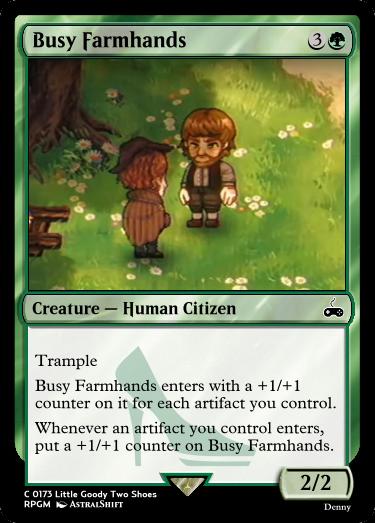 Busy Farmhands 3
Creature — Human Citizen
Trample
Busy Farmhands enters with a +1/+1
counter on it for each artifact you control.
Whenever an artifact you control enters,
put a +1/+1 counter on Busy Farmhands.
2/2
C 0173 Little Goody Two Shoes
RPGM AstralShift
Denny